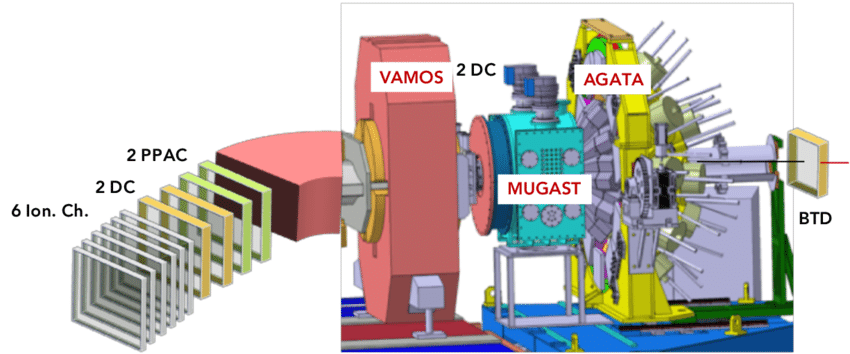 VAMOS
2 DC
AGATA
2 PPAC
2 DC
MUGAST
6 Ion. Ch.
BTD